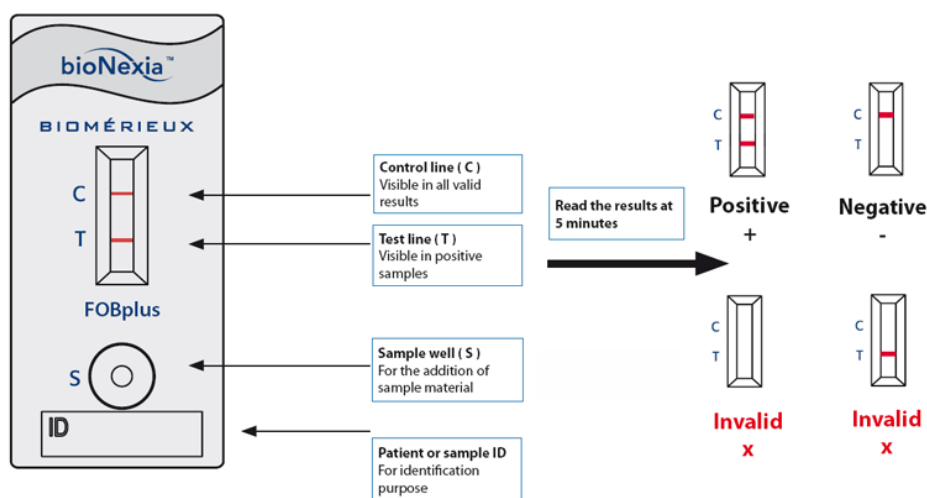 bioNexia™
BIOMÉRIEUX
C
T
FOBplus
S
ID
Control line ( C )
Visible in all valid
results
Test line ( T )
Visible in positive
samples
Sample well ( S )
For the addition of
sample material
Patient or sample ID
For identification
purpose
Read the results at
5 minutes
C
T
Positive
+
C
T
Negative
-
C
T
Invalid
x
C
T
Invalid
x